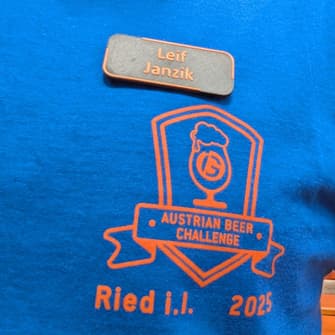 Leif
Janzik
AUSTRIAN BEER
CHALLENGE
Ried i.I. 2025